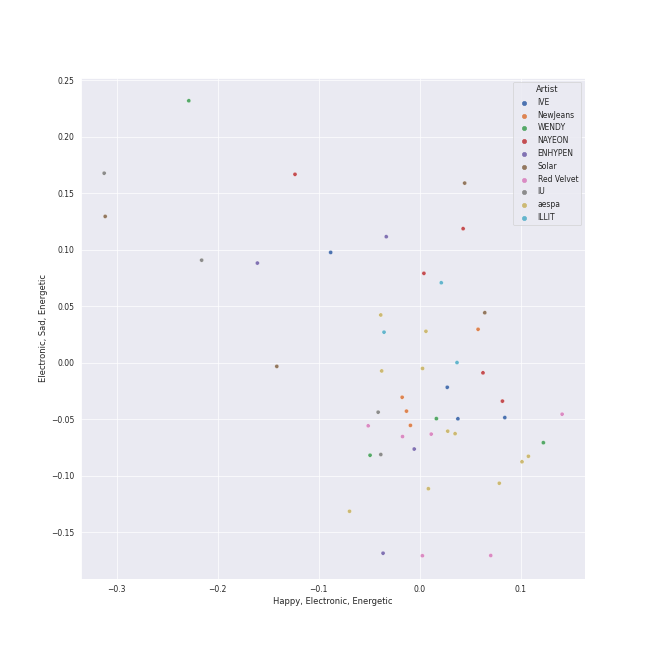 0.25
0.20
0.15
0.10
0.05
0.00
−0.05
−0.10
−0.15
Electronic, Sad, Energetic
−0.3
−0.2
−0.1
0.0
0.1
Happy, Electronic, Energetic
Artist
IVE
NewJeans
WENDY
NAYEON
ENHYPEN
Solar
Red Velvet
IU
aespa
ILLIT